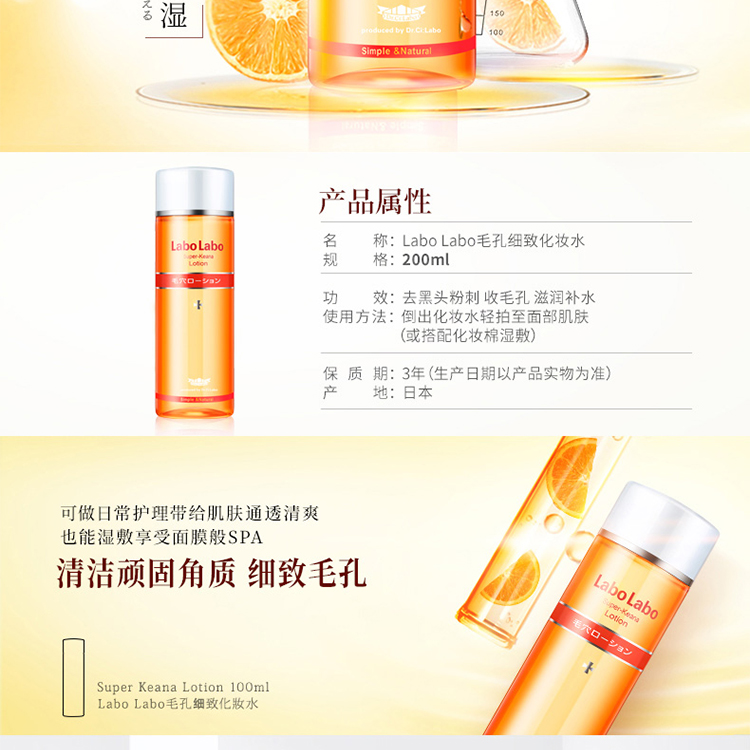 湿
える
150
100
produced by Dr.Ci:Labo
Simple & Natural
产品属性
名 称：Labo Labo毛孔细致化妆水
规 格：200ml
功 效：去黑头粉刺 收毛孔 滋润补水
使用方法：倒出化妆水轻拍至面部肌肤
（或搭配化妆棉湿敷）
保 质 期：3年（生产日期以产品实物为准）
产 地：日本
Labo Labo
Super-Keana
Lotion
毛穴ローション
Simple & Natural
可做日常护理带给肌肤通透清爽
也能湿敷享受面膜般SPA
清洁顽固角质 细致毛孔
Super Keana Lotion 100ml
Labo Labo毛孔细致化妝水
Labo Labo
Super-Keana
Lotion
毛穴ローション